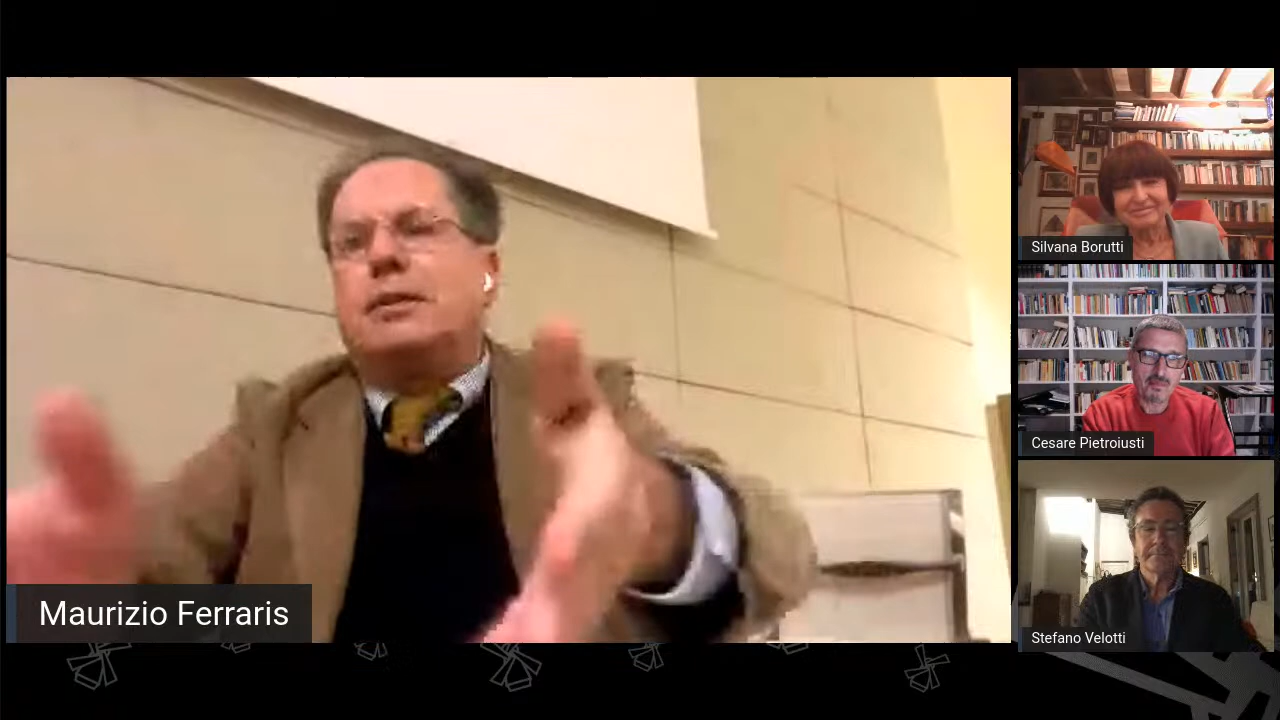 Maurizio Ferraris
Silvana Borutti
Cesare Pietroiusti
Stefano Velotti